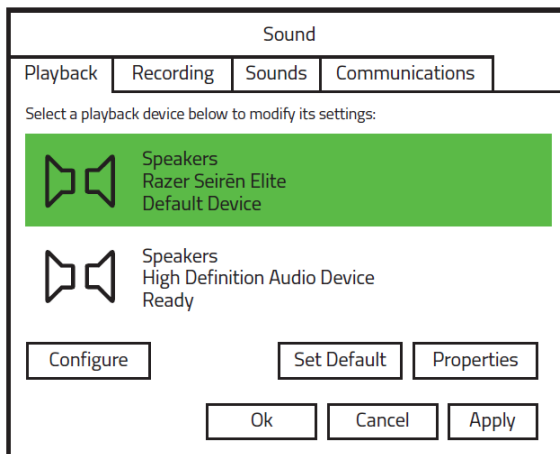 Sound
Playback Recording Sounds Communications
Select a playback device below to modify its settings:
Speakers
Razer Seirēn Elite
Default Device
Speakers
High Definition Audio Device
Ready
Configure Set Default Properties
Ok Cancel Apply